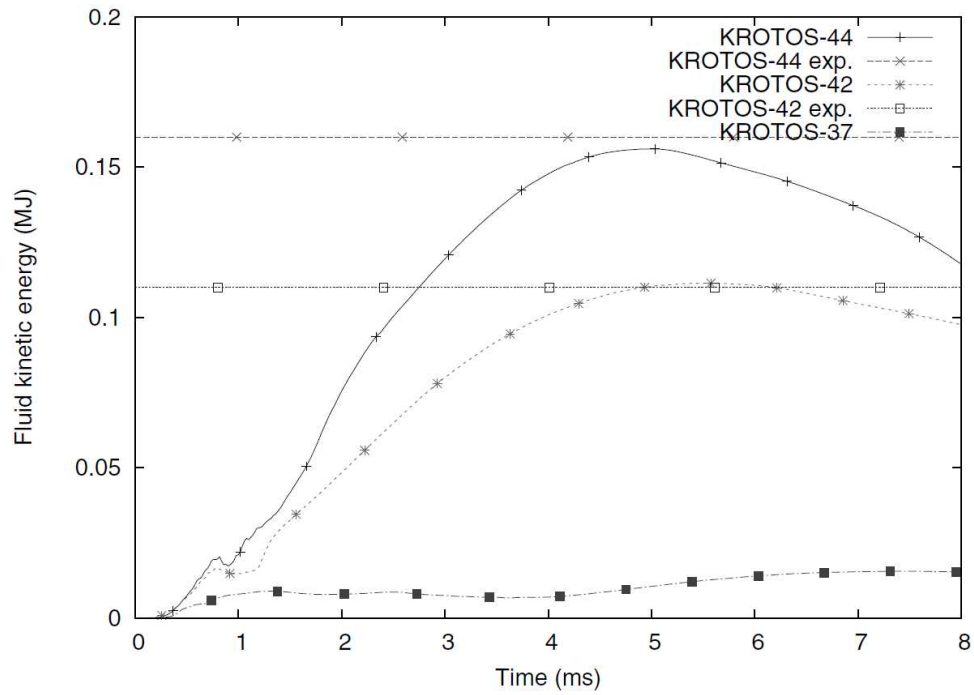 0.2
KROTOS-44
KROTOS-44 exp.
KROTOS-42
KROTOS-42 exp.
KROTOS-37
0.15
0.1
0.05
0
Fluid kinetic energy (MJ)
0 1 2 3 4 5 6 7 8
Time (ms)